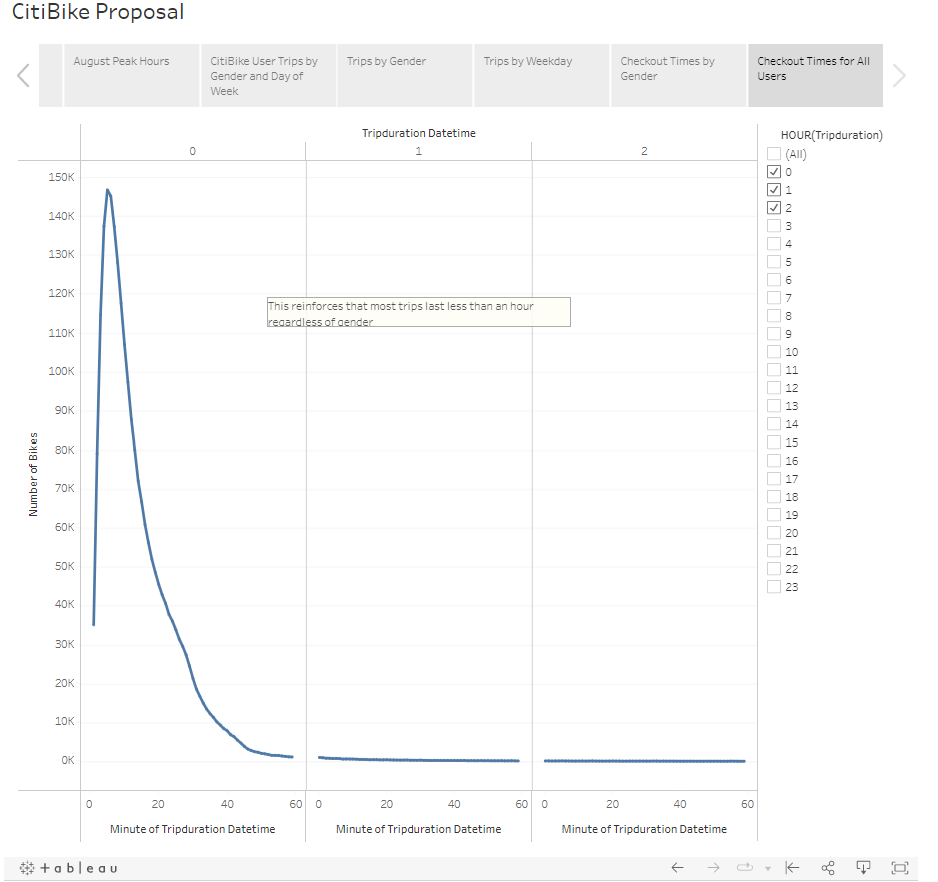 CitiBike Proposal
August Peak Hours
CitiBike User Trips by
Gender and Day of
Week
Trips by Gender
Trips by Weekday
Checkout Times by
Gender
Checkout Times for All
Users
Tripduration Datetime
0
1
2
HOUR(Tripduration)
(All)
0
1
2
3
4
5
6
7
8
9
10
11
12
13
14
15
16
17
18
19
20
21
22
23
150K
140K
130K
120K
110K
100K
90K
80K
70K
60K
50K
40K
30K
20K
10K
0K
Number of Bikes
This reinforces that most trips last less than an hour
regardless of gender
0 20 40 60
0 20 40 60
0 20 40 60
Minute of Tripduration Datetime
Minute of Tripduration Datetime
Minute of Tripduration Datetime
+ableau